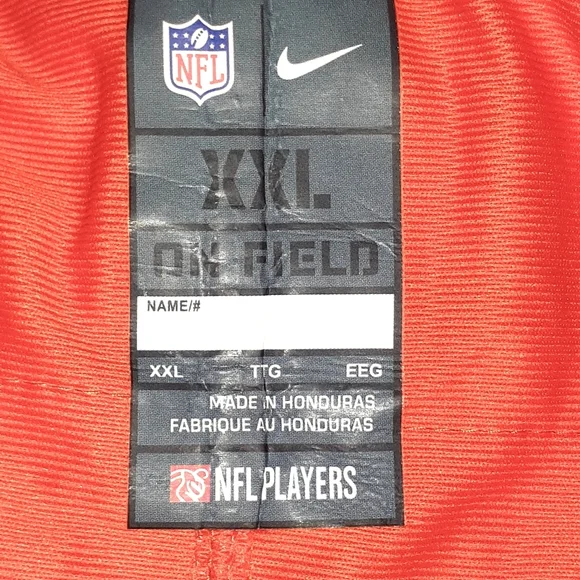 NFL
XXL
ON FIELD
NAME/#
XXL TTG EEG
MADE IN HONDURAS
FABRIQUE AU HONDURAS
NFL PLAYERS